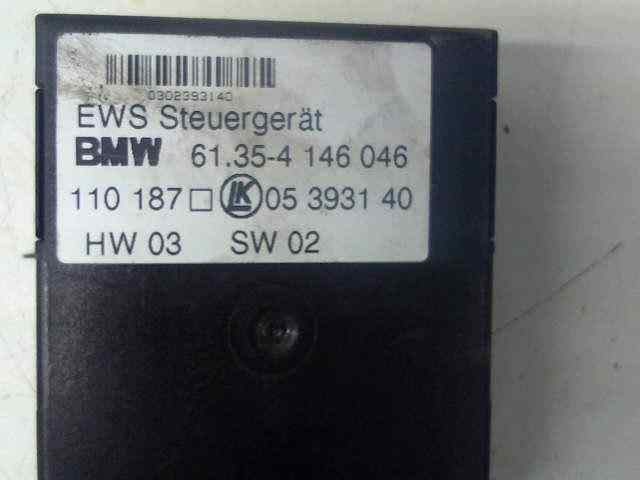 0302393140
EWS Steuergerät
BMW 61.35-4 146 046
110 187 □ LK 05 3931 40
HW 03 SW 02